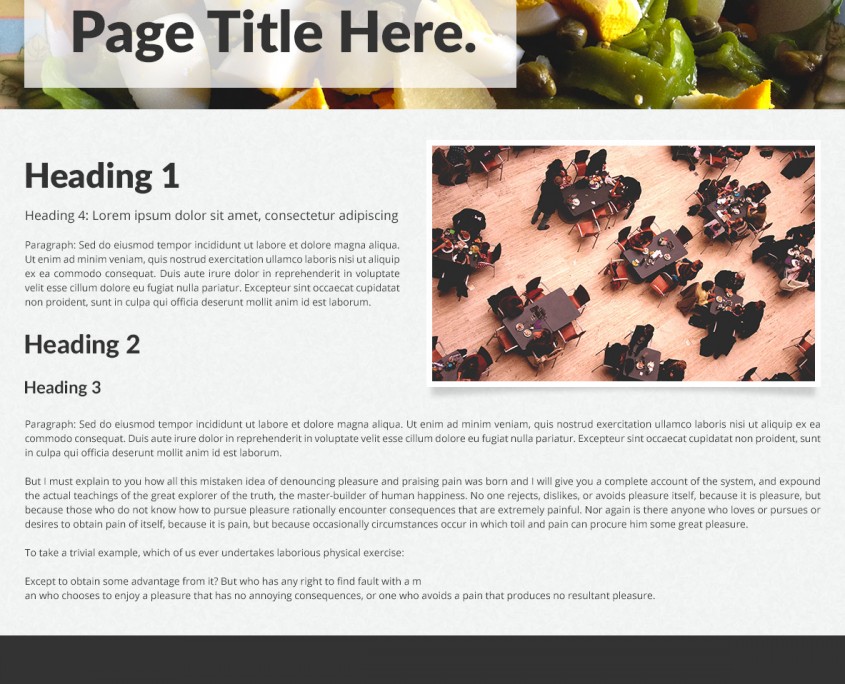 Page Title Here.
Heading 1
Heading 4: Lorem ipsum dolor sit amet, consectetur adipiscing
Paragraph: Sed do eiusmod tempor incididunt ut labore et dolore magna aliqua.
Ut enim ad minim veniam, quis nostrud exercitation ullamco laboris nisi ut aliquip
ex ea commodo consequat. Duis aute irure dolor in reprehenderit in voluptate
velit esse cillum dolore eu fugiat nulla pariatur. Excepteur sint occaecat cupidatat
non proident, sunt in culpa qui officia deserunt mollit anim id est laborum.
Heading 2
Heading 3
Paragraph: Sed do eiusmod tempor incididunt ut labore et dolore magna aliqua. Ut enim ad minim veniam, quis nostrud exercitation ullamco laboris nisi ut aliquip ex ea
commodo consequat. Duis aute irure dolor in reprehenderit in voluptate velit esse cillum dolore eu fugiat nulla pariatur. Excepteur sint occaecat cupidatat non proident, sunt
in culpa qui officia deserunt mollit anim id est laborum.
But I must explain to you how all this mistaken idea of denouncing pleasure and praising pain was born and I will give you a complete account of the system, and expound
the actual teachings of the great explorer of the truth, the master-builder of human happiness. No one rejects, dislikes, or avoids pleasure itself, because it is pleasure, but
because those who do not know how to pursue pleasure rationally encounter consequences that are extremely painful. Nor again is there anyone who loves or pursues or
desires to obtain pain of itself, because it is pain, but because occasionally circumstances occur in which toil and pain can procure him some great pleasure.
To take a trivial example, which of us ever undertakes laborious physical exercise:
Except to obtain some advantage from it? But who has any right to find fault with a m
an who chooses to enjoy a pleasure that has no annoying consequences, or one who avoids a pain that produces no resultant pleasure.